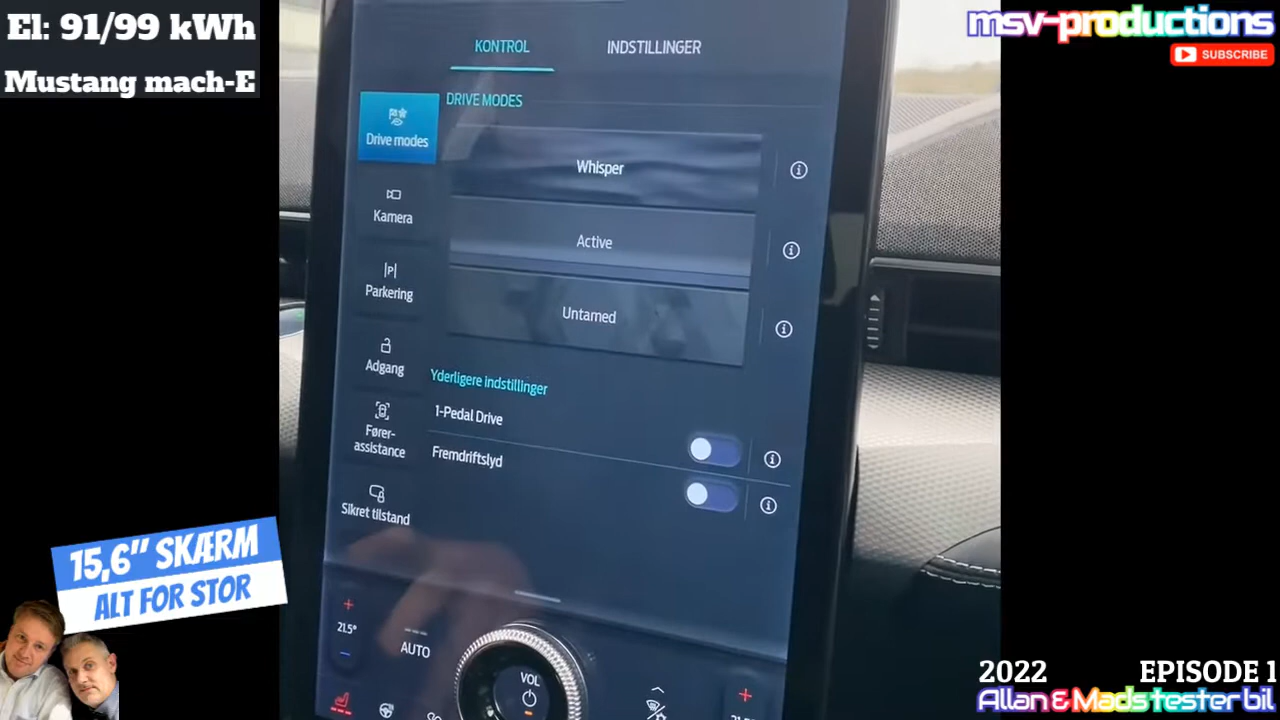 El: 91/99 kWh
Mustang mach-E
msv-productions
SUBSCRIBE
KONTROL
INDSTILLINGER
DRIVE MODES
Drive modes
Whisper
Kamera
Active
Parkering
Untamed
Adgang
Yderligere indstillinger
1-Pedal Drive
Fører-
assistance
Fremdriftslyd
Sikret tilstand
15,6" SKÆRM
ALT FOR STOR
21.5°
AUTO
VOL
2022
EPISODE 1
Allan & Mads tester bil